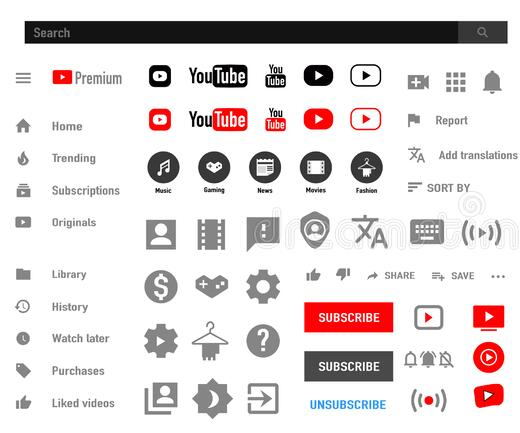 Search
Premium
YouTube
You
Tube
Home
YouTube
You
Tube
Report
Trending
Add translations
Subscriptions
Music
Gaming
News
Movies
Fashion
SORT BY
Originals
dreamstime
Library
SHARE
SAVE
History
SUBSCRIBE
Watch later
Purchases
SUBSCRIBE
Liked videos
UNSUBSCRIBE